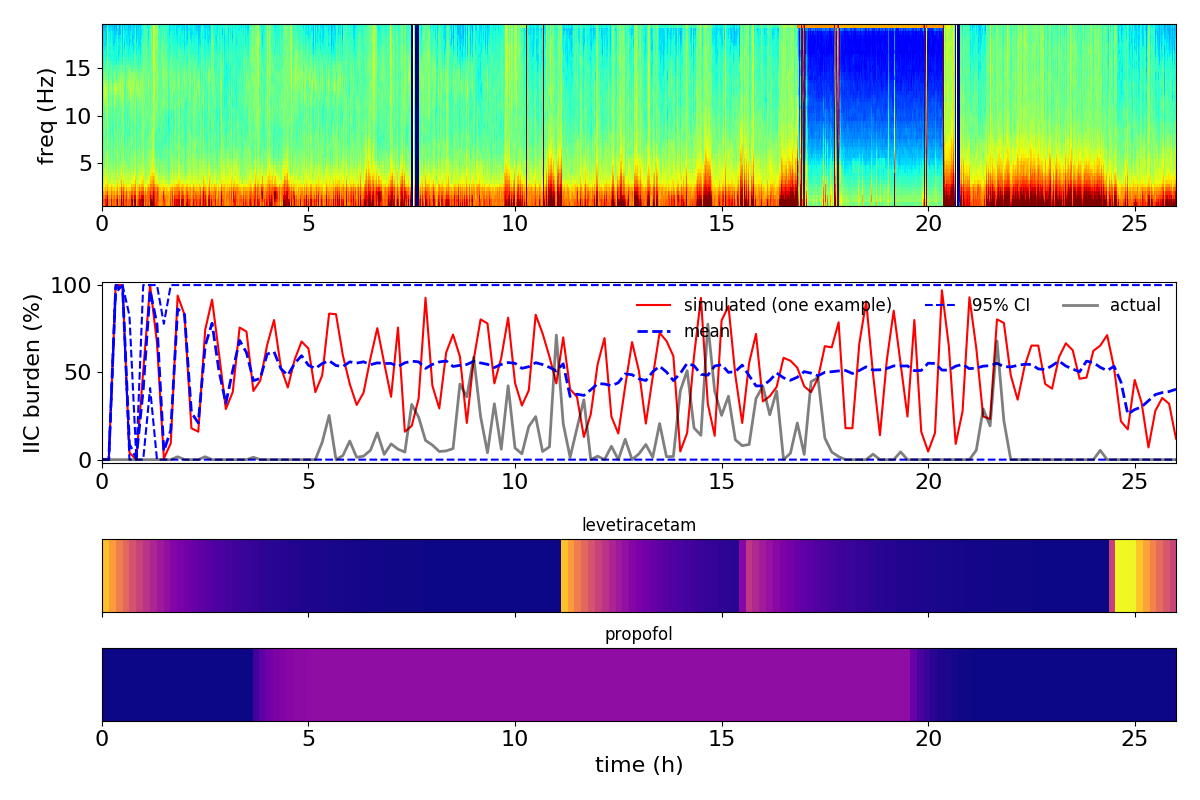 freq (Hz)
15
10
5
0 5 10 15 20 25
IIC burden (%)
100
50
0
simulated (one example) 95% CI actual
mean
0 5 10 15 20 25
levetiracetam
propofol
0 5 10 15 20 25
time (h)